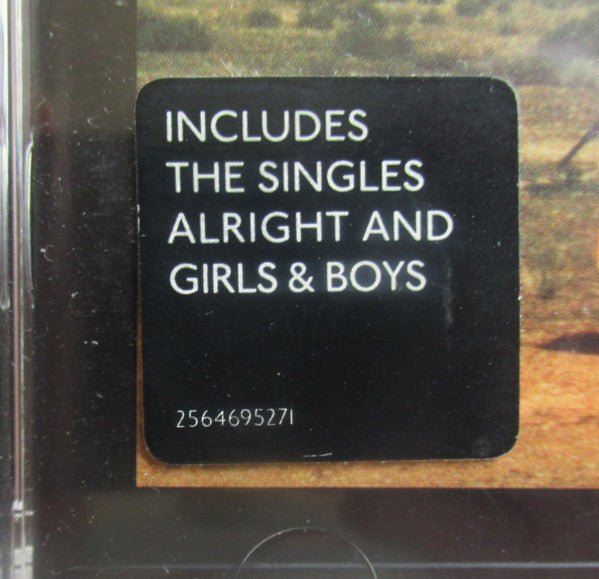 INCLUDES
THE SINGLES
ALRIGHT AND
GIRLS & BOYS
2564695271